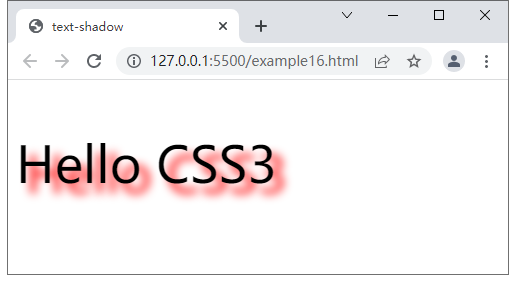 text-shadow
127.0.0.1:5500/example16.html
Hello CSS3